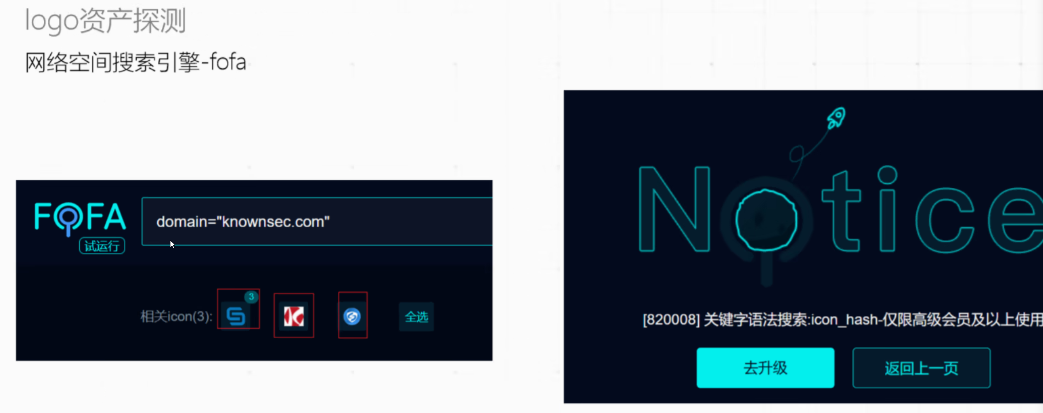 logo资产探测
网络空间搜索引擎-fofa
FOFA
试运行
domain="knownsec.com"
相关icon(3):
3
全选
Notice
[820008] 关键字语法搜索:icon_hash-仅限高级会员及以上使用
去升级
返回上一页